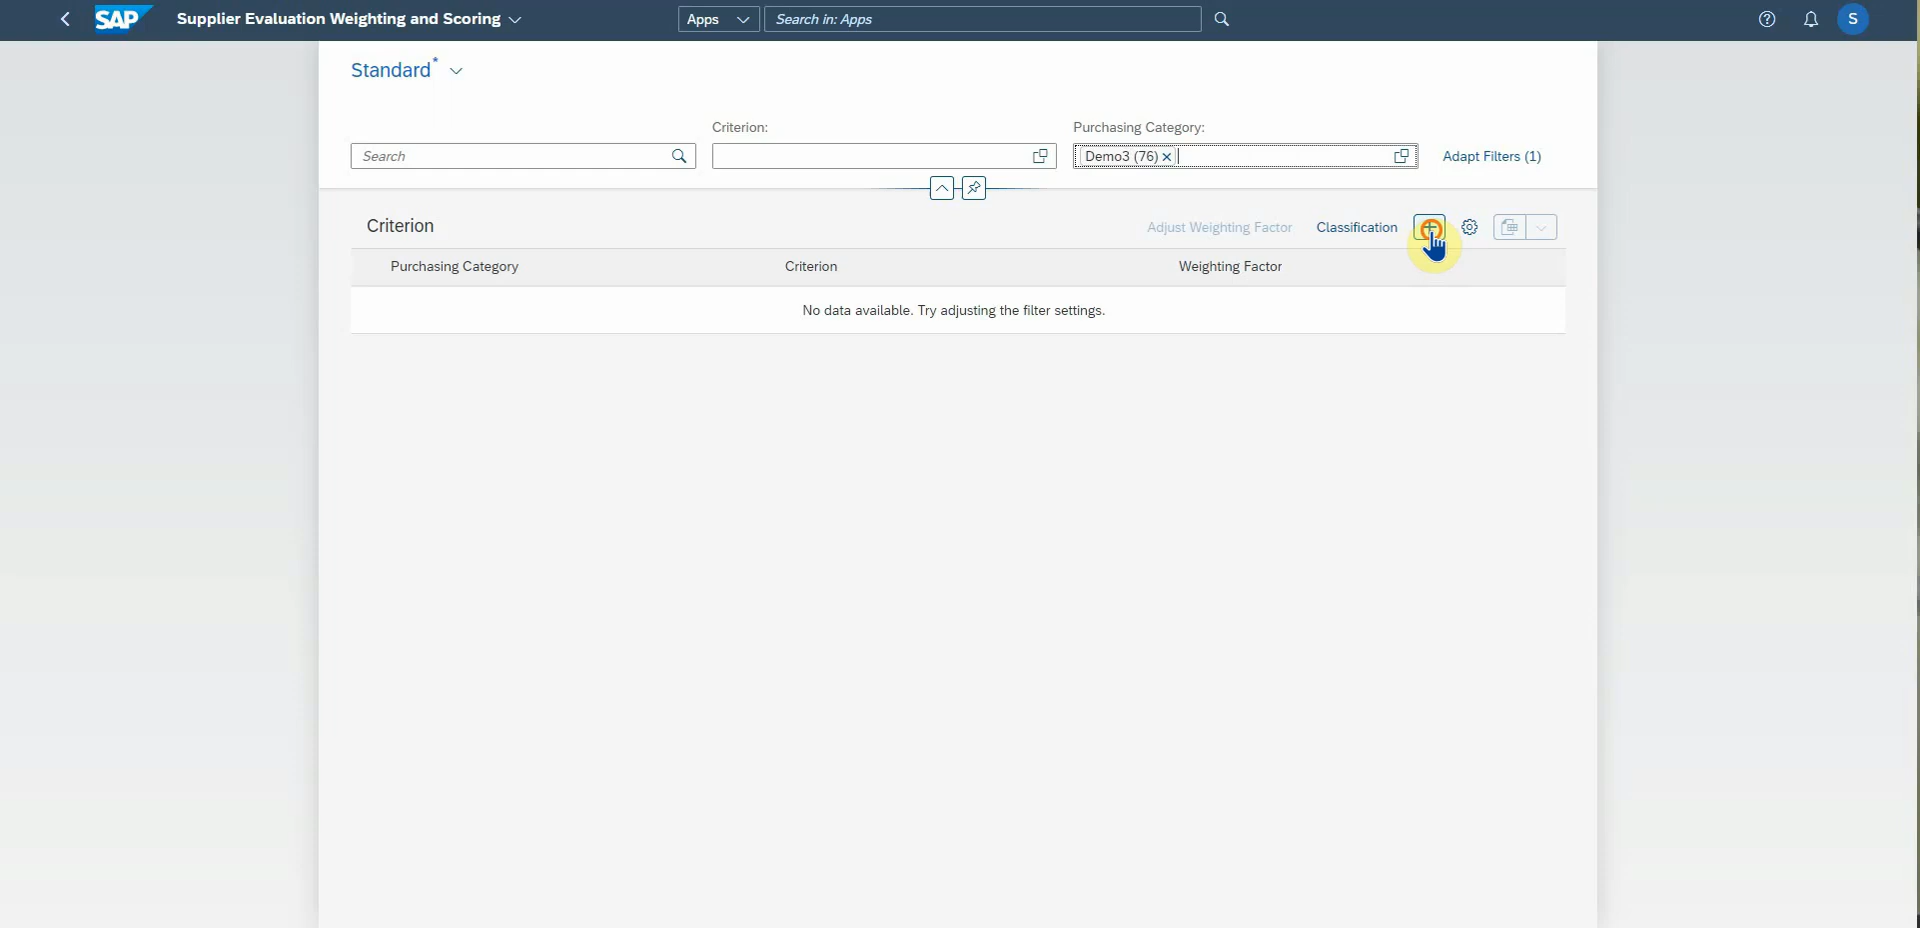 SAP Supplier Evaluation Weighting and Scoring Apps Search in: Apps S
Standard*
Criterion: Purchasing Category:
Search Demo3 (76) Adapt Filters (1)
Criterion Adjust Weighting Factor Classification
Purchasing Category Criterion Weighting Factor
No data available. Try adjusting the filter settings.